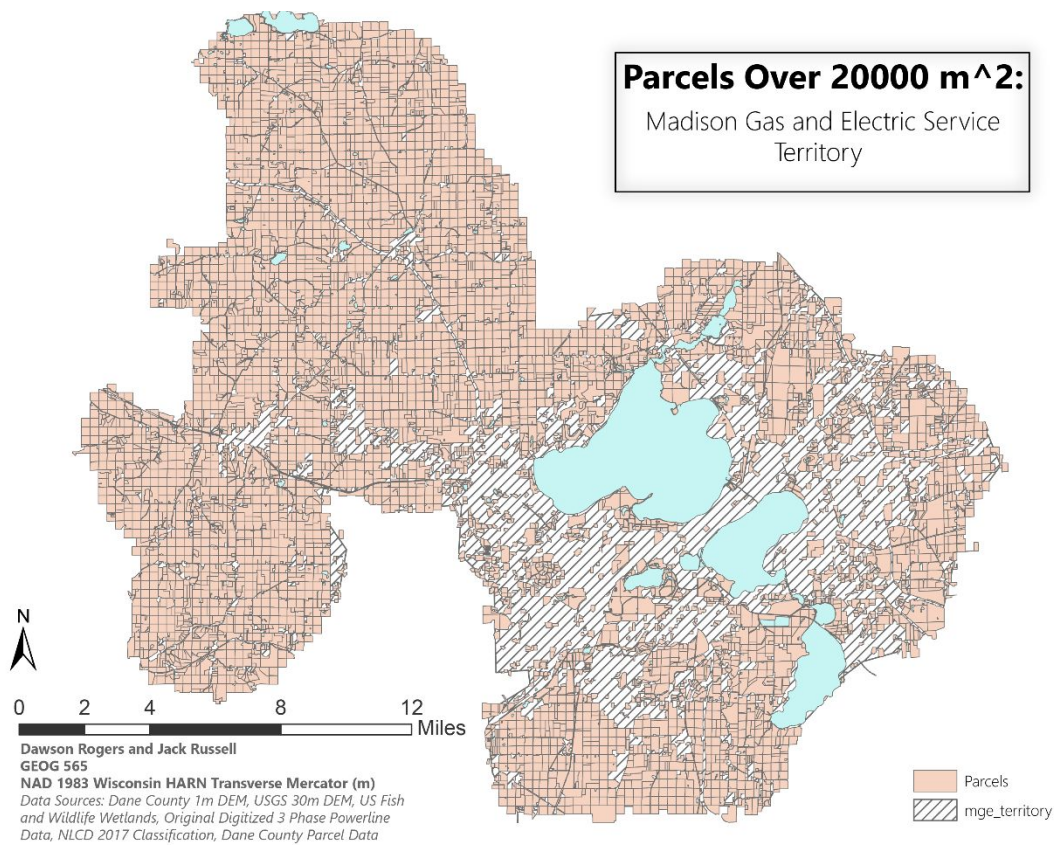 Parcels Over 20000 m^2:
Madison Gas and Electric Service
Territory
N
0 2 4 8 12
Miles
Dawson Rogers and Jack Russell
GEOG 565
NAD 1983 Wisconsin HARN Transverse Mercator (m)
Data Sources: Dane County 1m DEM, USGS 30m DEM, US Fish
and Wildlife Wetlands, Original Digitized 3 Phase Powerline
Data, NLCD 2017 Classification, Dane County Parcel Data
Parcels
mge_territory